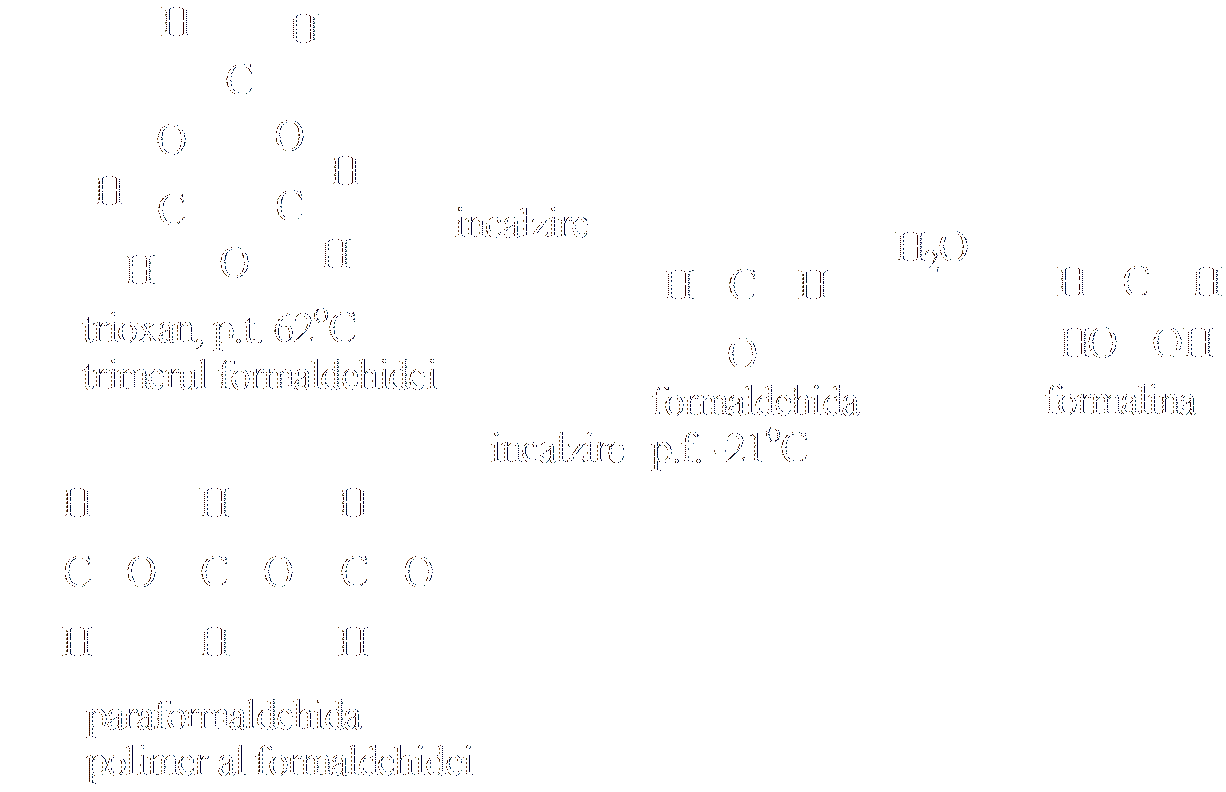 H H
C
O O
H H
C C
H O H
trioxan, p.t. 62°C
trimerul formaldehidei
incalzire
H C H
O
formaldehida
p.f. -21°C
H₂O
H C H
HO OH
formalina
incalzire
H H H
C O C O C O
H H H
paraformaldehida
polimer al formaldehidei